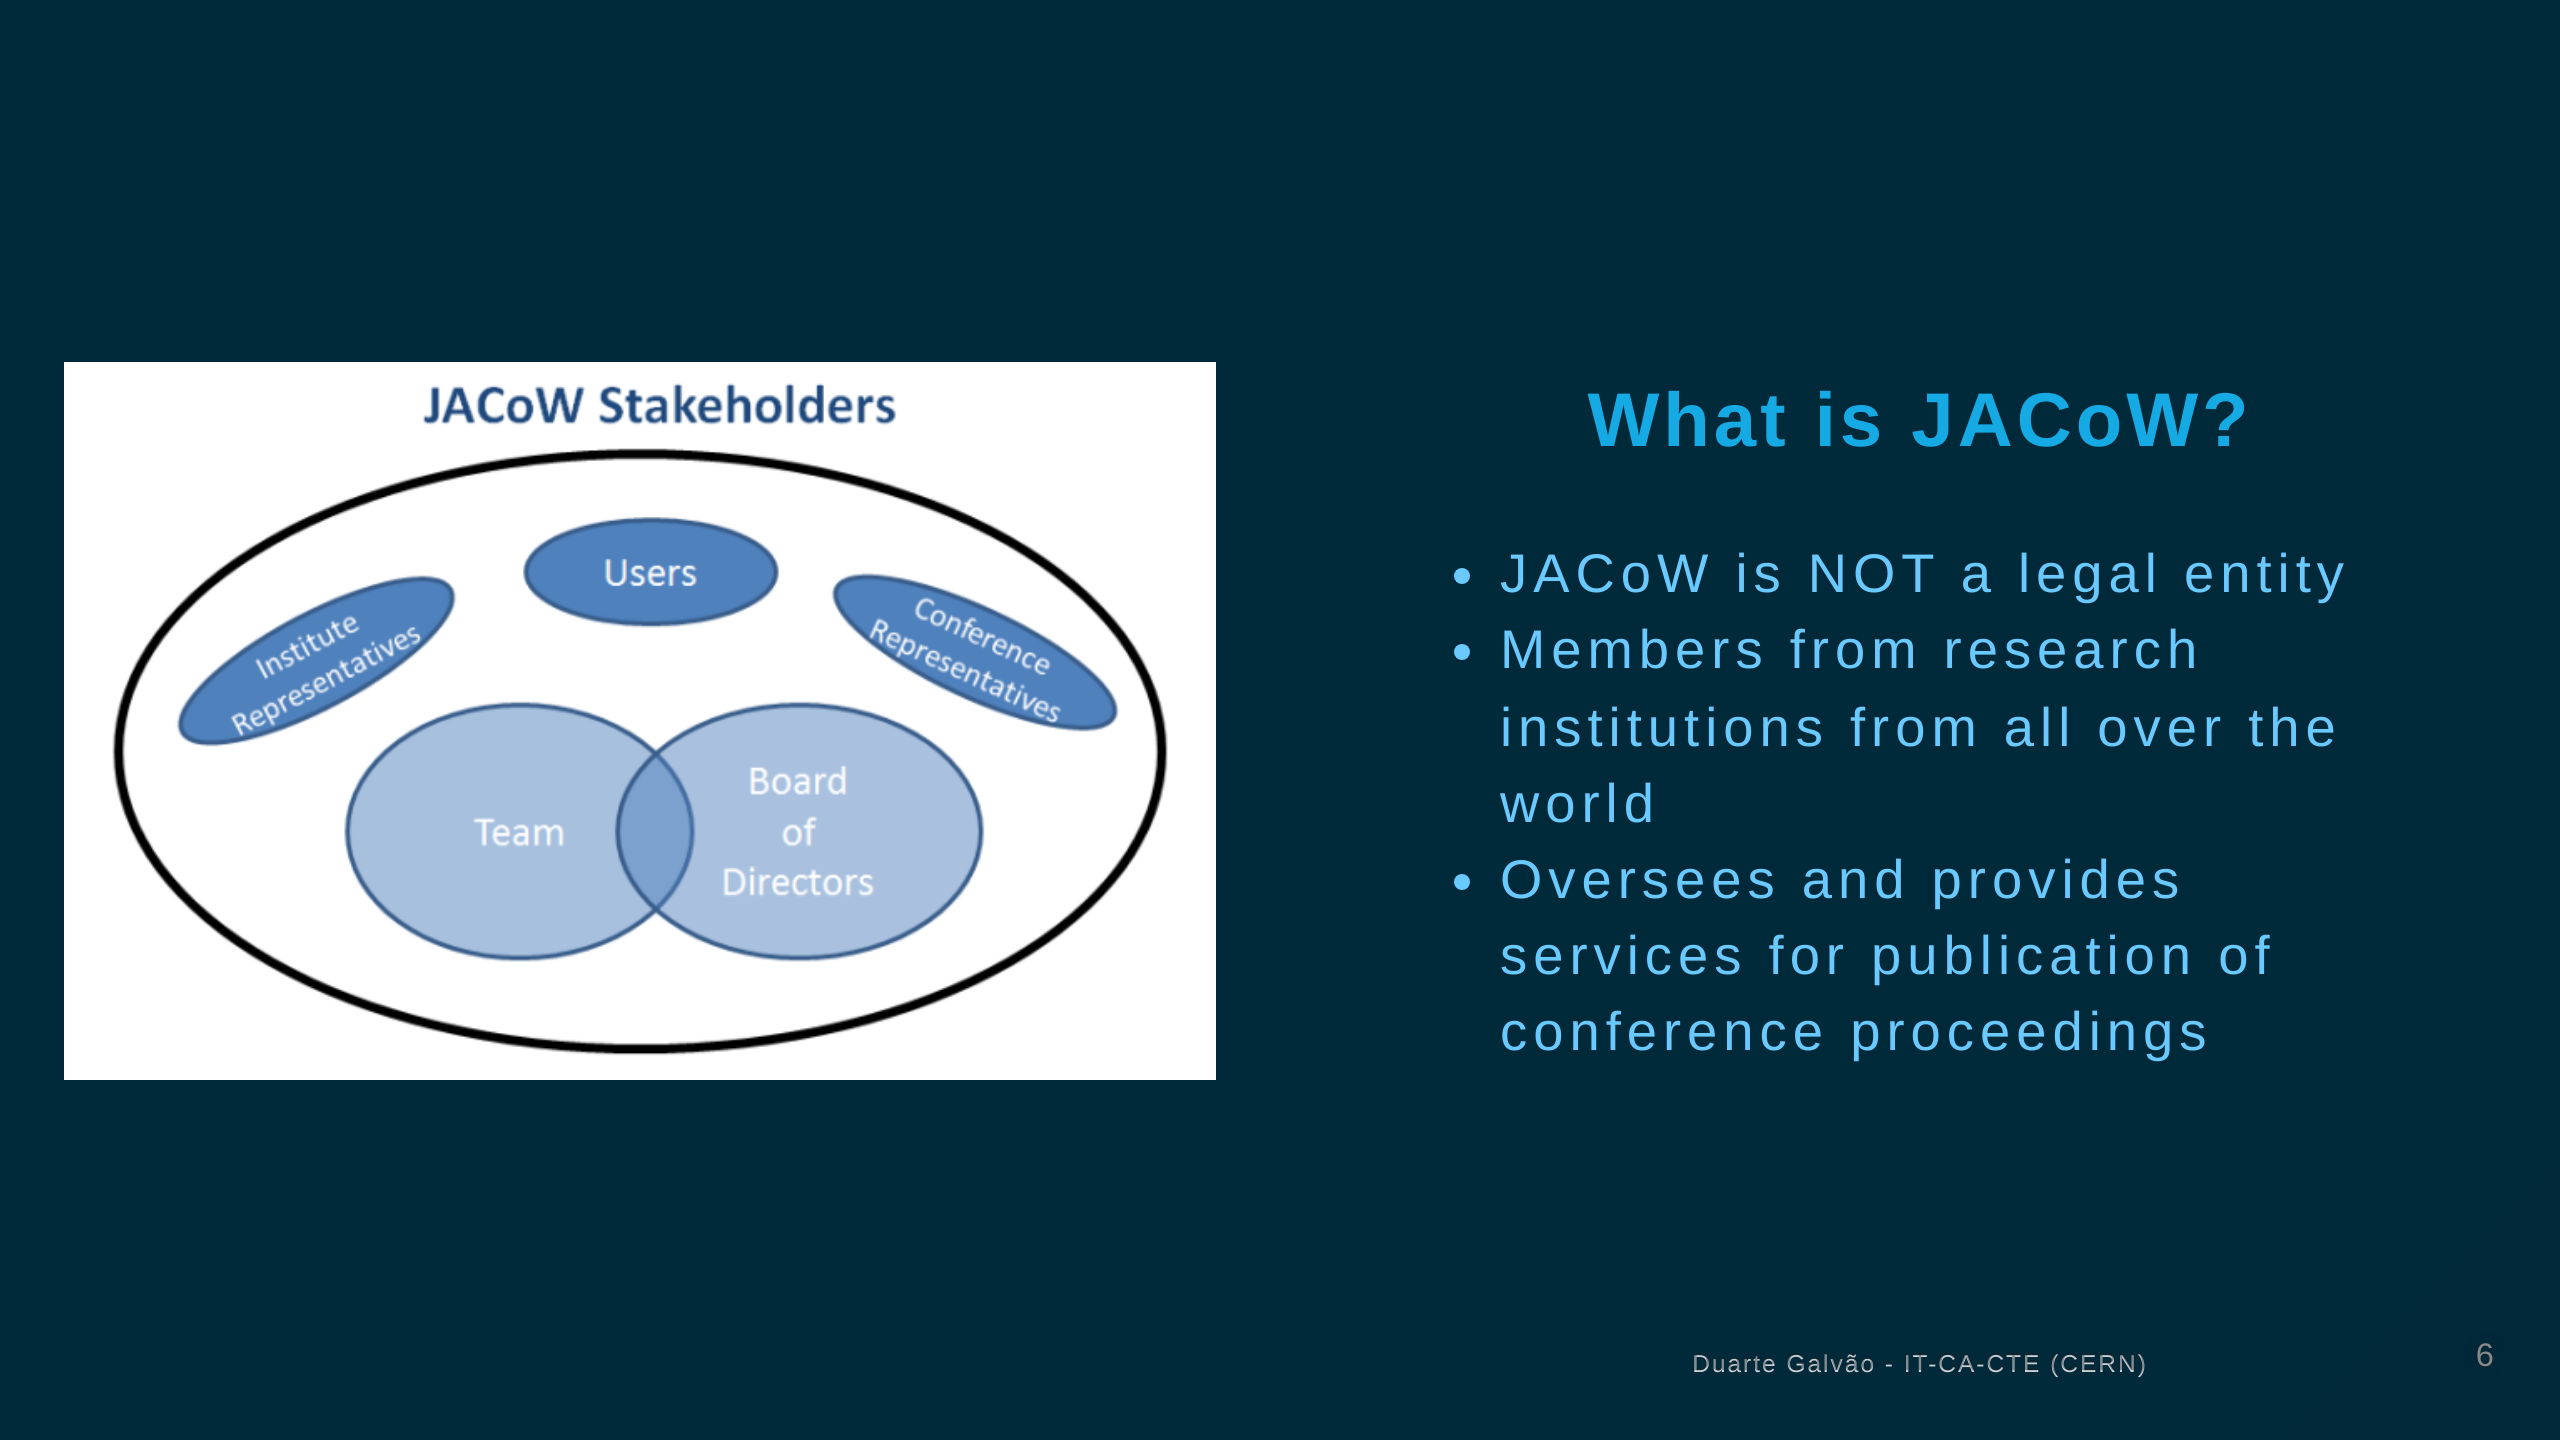 JACoW Stakeholders
Users
Institute
Representatives
Conference
Representatives
Team
Board
of
Directors
What is JACoW?
• JACoW is NOT a legal entity
• Members from research
institutions from all over the
world
• Oversees and provides
services for publication of
conference proceedings
Duarte Galvão - IT-CA-CTE (CERN)
6